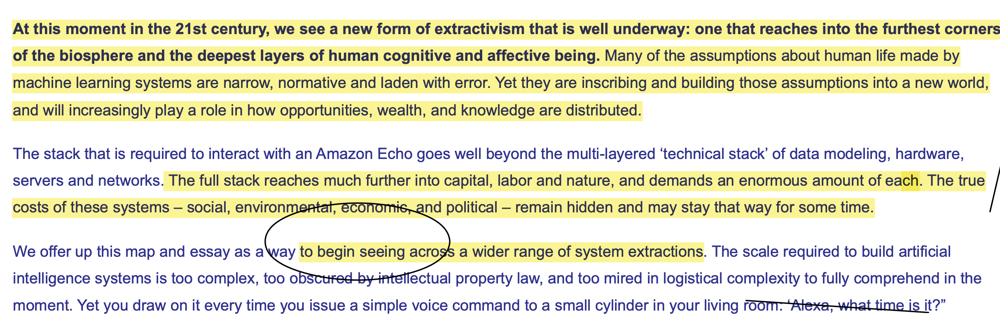 At this moment in the 21st century, we see a new form of extractivism that is well underway: one that reaches into the furthest corners
of the biosphere and the deepest layers of human cognitive and affective being. Many of the assumptions about human life made by
machine learning systems are narrow, normative and laden with error. Yet they are inscribing and building those assumptions into a new world,
and will increasingly play a role in how opportunities, wealth, and knowledge are distributed.
The stack that is required to interact with an Amazon Echo goes well beyond the multi-layered ‘technical stack’ of data modeling, hardware,
servers and networks. The full stack reaches much further into capital, labor and nature, and demands an enormous amount of each. The true
costs of these systems – social, environmental, economic, and political – remain hidden and may stay that way for some time.
We offer up this map and essay as a way to begin seeing across a wider range of system extractions. The scale required to build artificial
intelligence systems is too complex, too obscured by intellectual property law, and too mired in logistical complexity to fully comprehend in the
moment. Yet you draw on it every time you issue a simple voice command to a small cylinder in your living room: ‘Alexa, what time is it?”